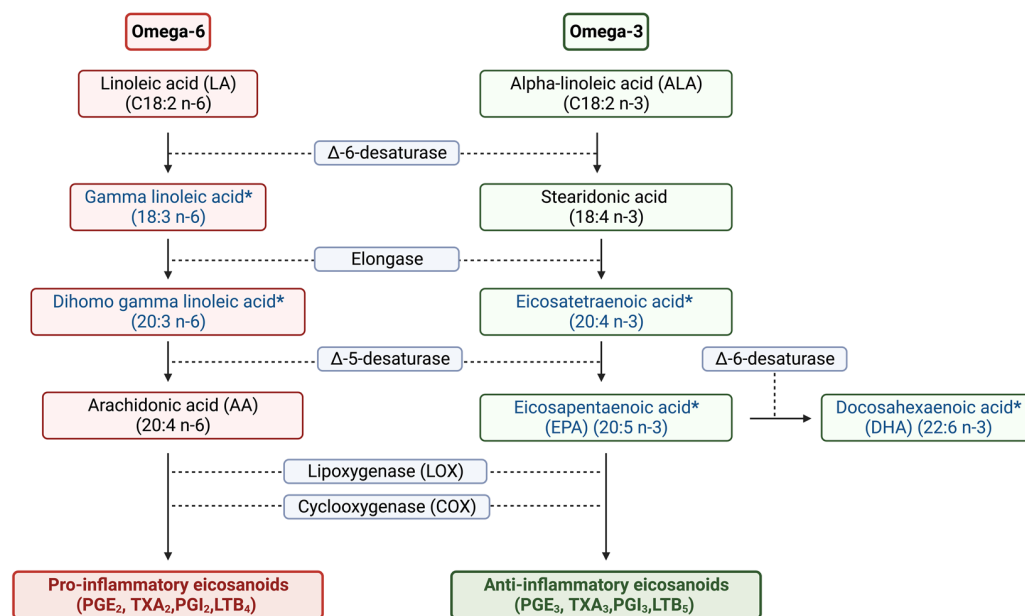 Omega-6
Omega-3
Linoleic acid (LA)
(C18:2 n-6)
Alpha-linoleic acid (ALA)
(C18:2 n-3)
Δ-6-desaturase
Gamma linoleic acid*
(18:3 n-6)
Stearidonic acid
(18:4 n-3)
Elongase
Dihomo gamma linoleic acid*
(20:3 n-6)
Eicosatetraenoic acid*
(20:4 n-3)
Δ-5-desaturase
Δ-6-desaturase
Arachidonic acid (AA)
(20:4 n-6)
Eicosapentaenoic acid*
(EPA) (20:5 n-3)
Docosahexaenoic acid*
(DHA) (22:6 n-3)
Lipoxygenase (LOX)
Cyclooxygenase (COX)
Pro-inflammatory eicosanoids
(PGE₂, TXA₂,PGI₂,LTB₄)
Anti-inflammatory eicosanoids
(PGE₃, TXA₃,PGI₃,LTB₅)